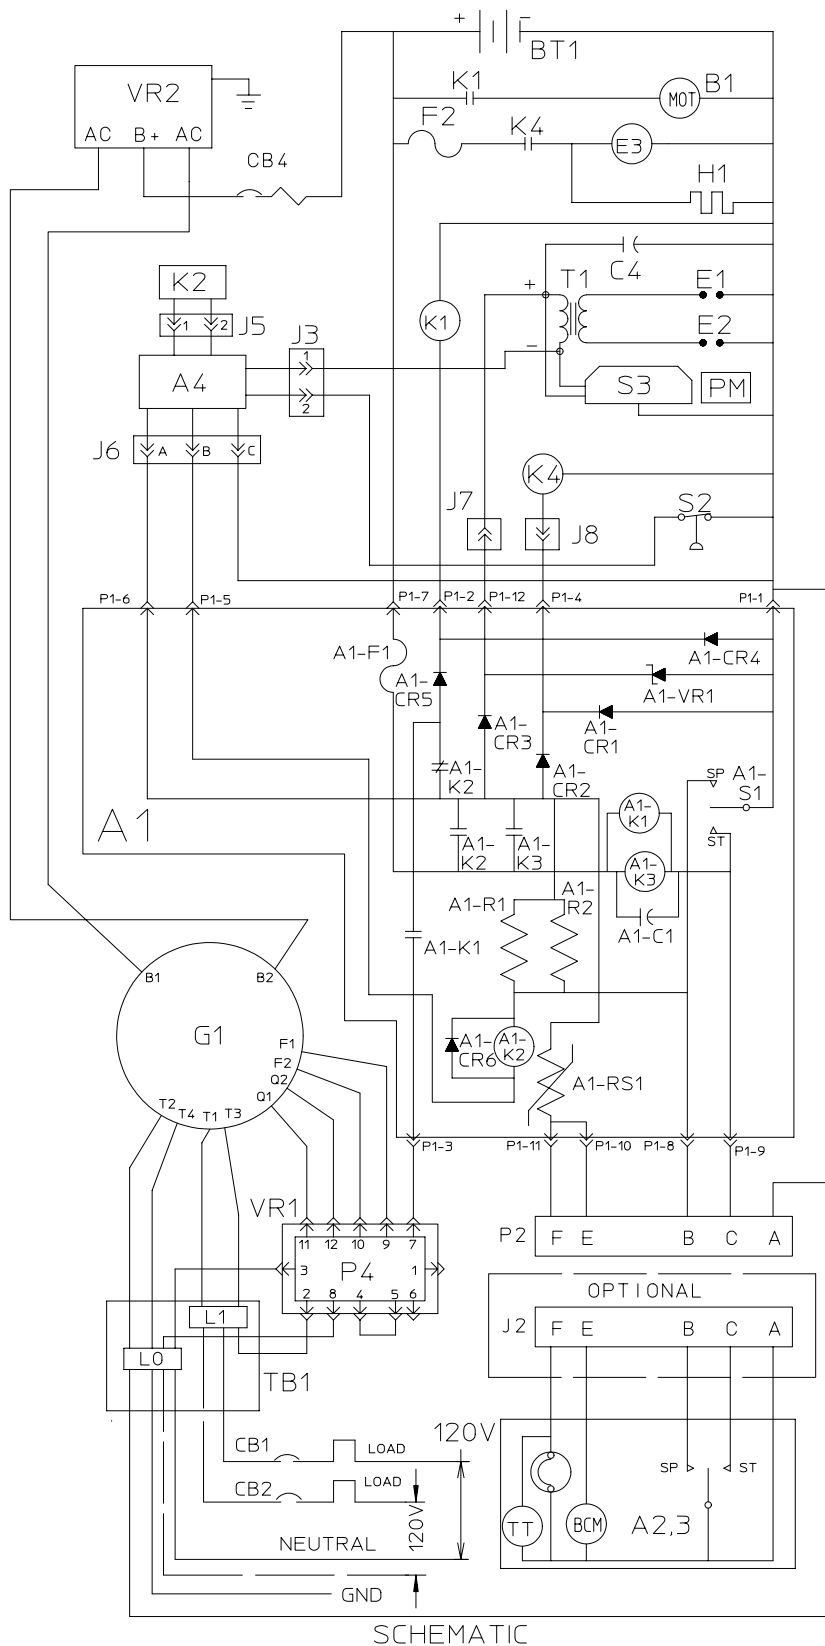 + −
BT1
K1 B1
MOT
VR2
AC B+ AC
F2 K4
E3
CB4
H1
C4
K2
T1 E1
+
1 2 J5
K1
E2
J3
1
−
A4
S3 PM
2
J6 A B C
K4
J7
S2
J8
P1-6 P1-5 P1-7 P1-2 P1-12 P1-4 P1-1
A1-F1
A1-CR4
A1-
CR5
A1-VR1
A1-
CR3
A1-
CR1
A1-
K2
A1-
CR2
SP A1-
S1
A1
A1-
K1
A1-
K2
A1-
K3
ST
A1-
K3
A1-R1
A1-
R2
A1-K1
A1-C1
B1 B2
G1
F1
F2
Q2
Q1
A1-
CR6
A1-
K2
A1-RS1
T2 T4 T1 T3
P1-3 P1-11 P1-10 P1-8 P1-9
VR1
11 12 10 9 7
3 P4 1
2 8 4 5 6
P2 F E B C A
OPTIONAL
L1
J2 F E B C A
L0
TB1
120V
CB1 LOAD
SP ST
CB2 LOAD
120V
TT BCM A2,3
NEUTRAL
GND
SCHEMATIC